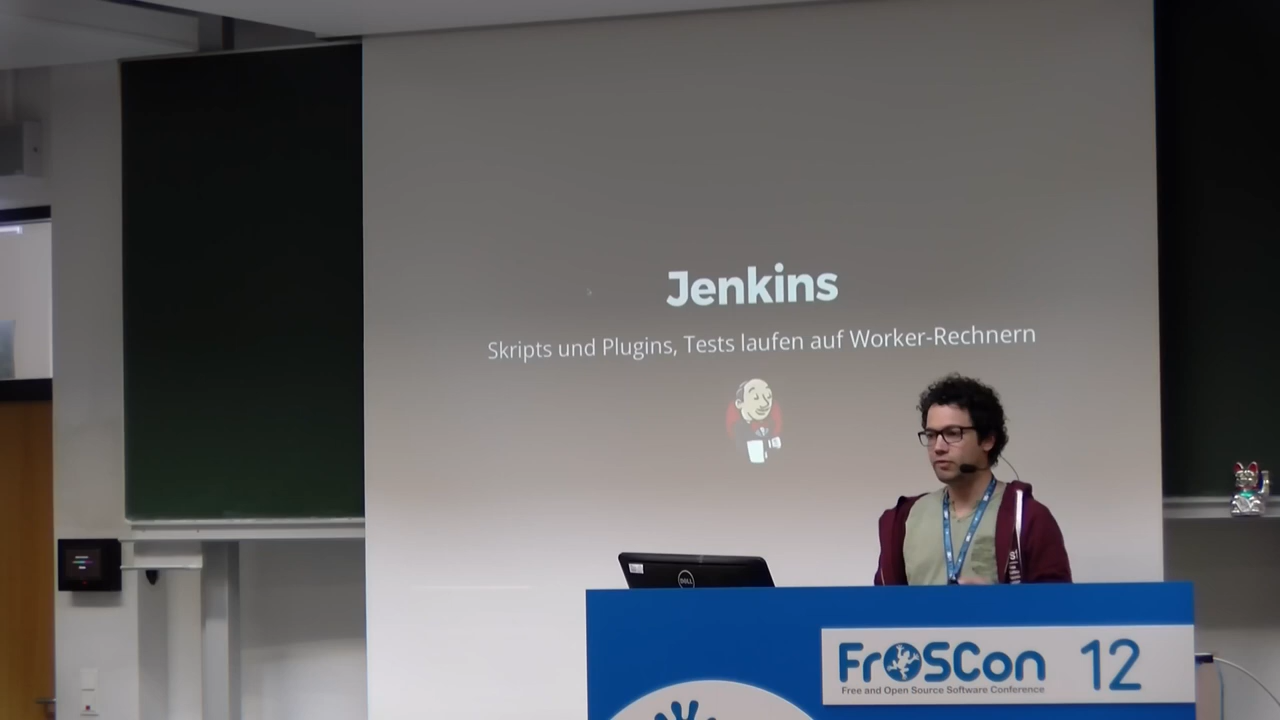 Jenkins
Skripts und Plugins, Tests laufen auf Worker-Rechnern
DELL
FrOSCon 12
Free and Open Source Software Conference